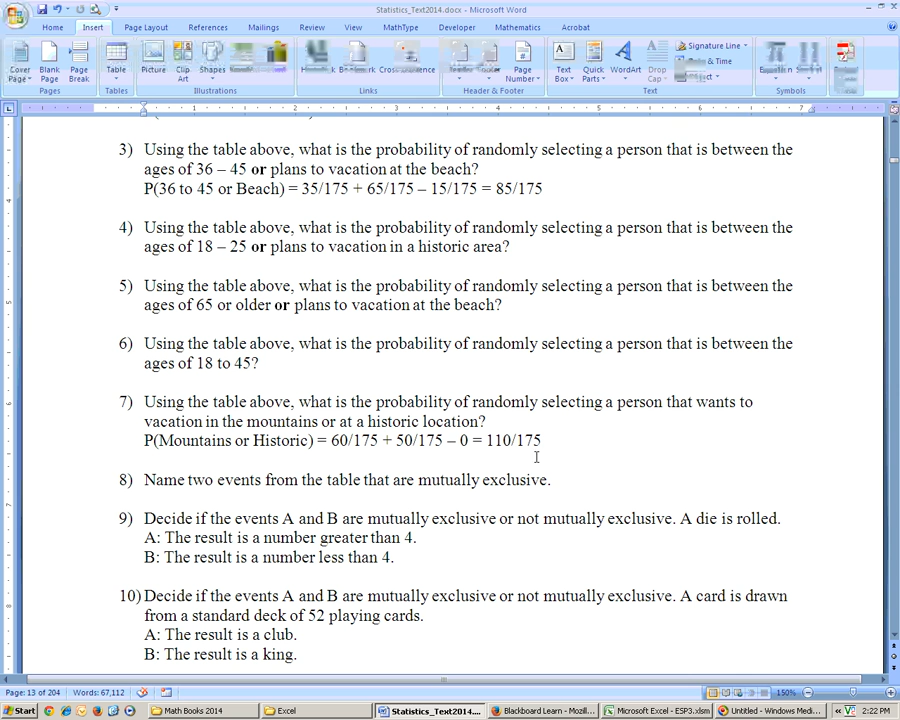 Statistics_Text2014.docx - Microsoft Word
Home Insert Page Layout References Mailings Review View MathType Developer Mathematics Acrobat
Cover Page Blank Page Page Break Table Picture Clip Art Shapes Cross-reference Page Number Text Box Quick Parts WordArt Drop Cap Signature Line
Pages Tables Illustrations Links Header & Footer Text Symbols
3) Using the table above, what is the probability of randomly selecting a person that is between the
ages of 36 – 45 or plans to vacation at the beach?
P(36 to 45 or Beach) = 35/175 + 65/175 – 15/175 = 85/175
4) Using the table above, what is the probability of randomly selecting a person that is between the
ages of 18 – 25 or plans to vacation in a historic area?
5) Using the table above, what is the probability of randomly selecting a person that is between the
ages of 65 or older or plans to vacation at the beach?
6) Using the table above, what is the probability of randomly selecting a person that is between the
ages of 18 to 45?
7) Using the table above, what is the probability of randomly selecting a person that wants to
vacation in the mountains or at a historic location?
P(Mountains or Historic) = 60/175 + 50/175 – 0 = 110/175
8) Name two events from the table that are mutually exclusive.
9) Decide if the events A and B are mutually exclusive or not mutually exclusive. A die is rolled.
A: The result is a number greater than 4.
B: The result is a number less than 4.
10) Decide if the events A and B are mutually exclusive or not mutually exclusive. A card is drawn
from a standard deck of 52 playing cards.
A: The result is a club.
B: The result is a king.
Page: 13 of 204 Words: 67,112 150%
Start Math Books 2014 Excel Statistics_Text2014.... Blackboard Learn - Mozil... Microsoft Excel - ESP3.xlsm Untitled - Windows Medi... 2:22 PM